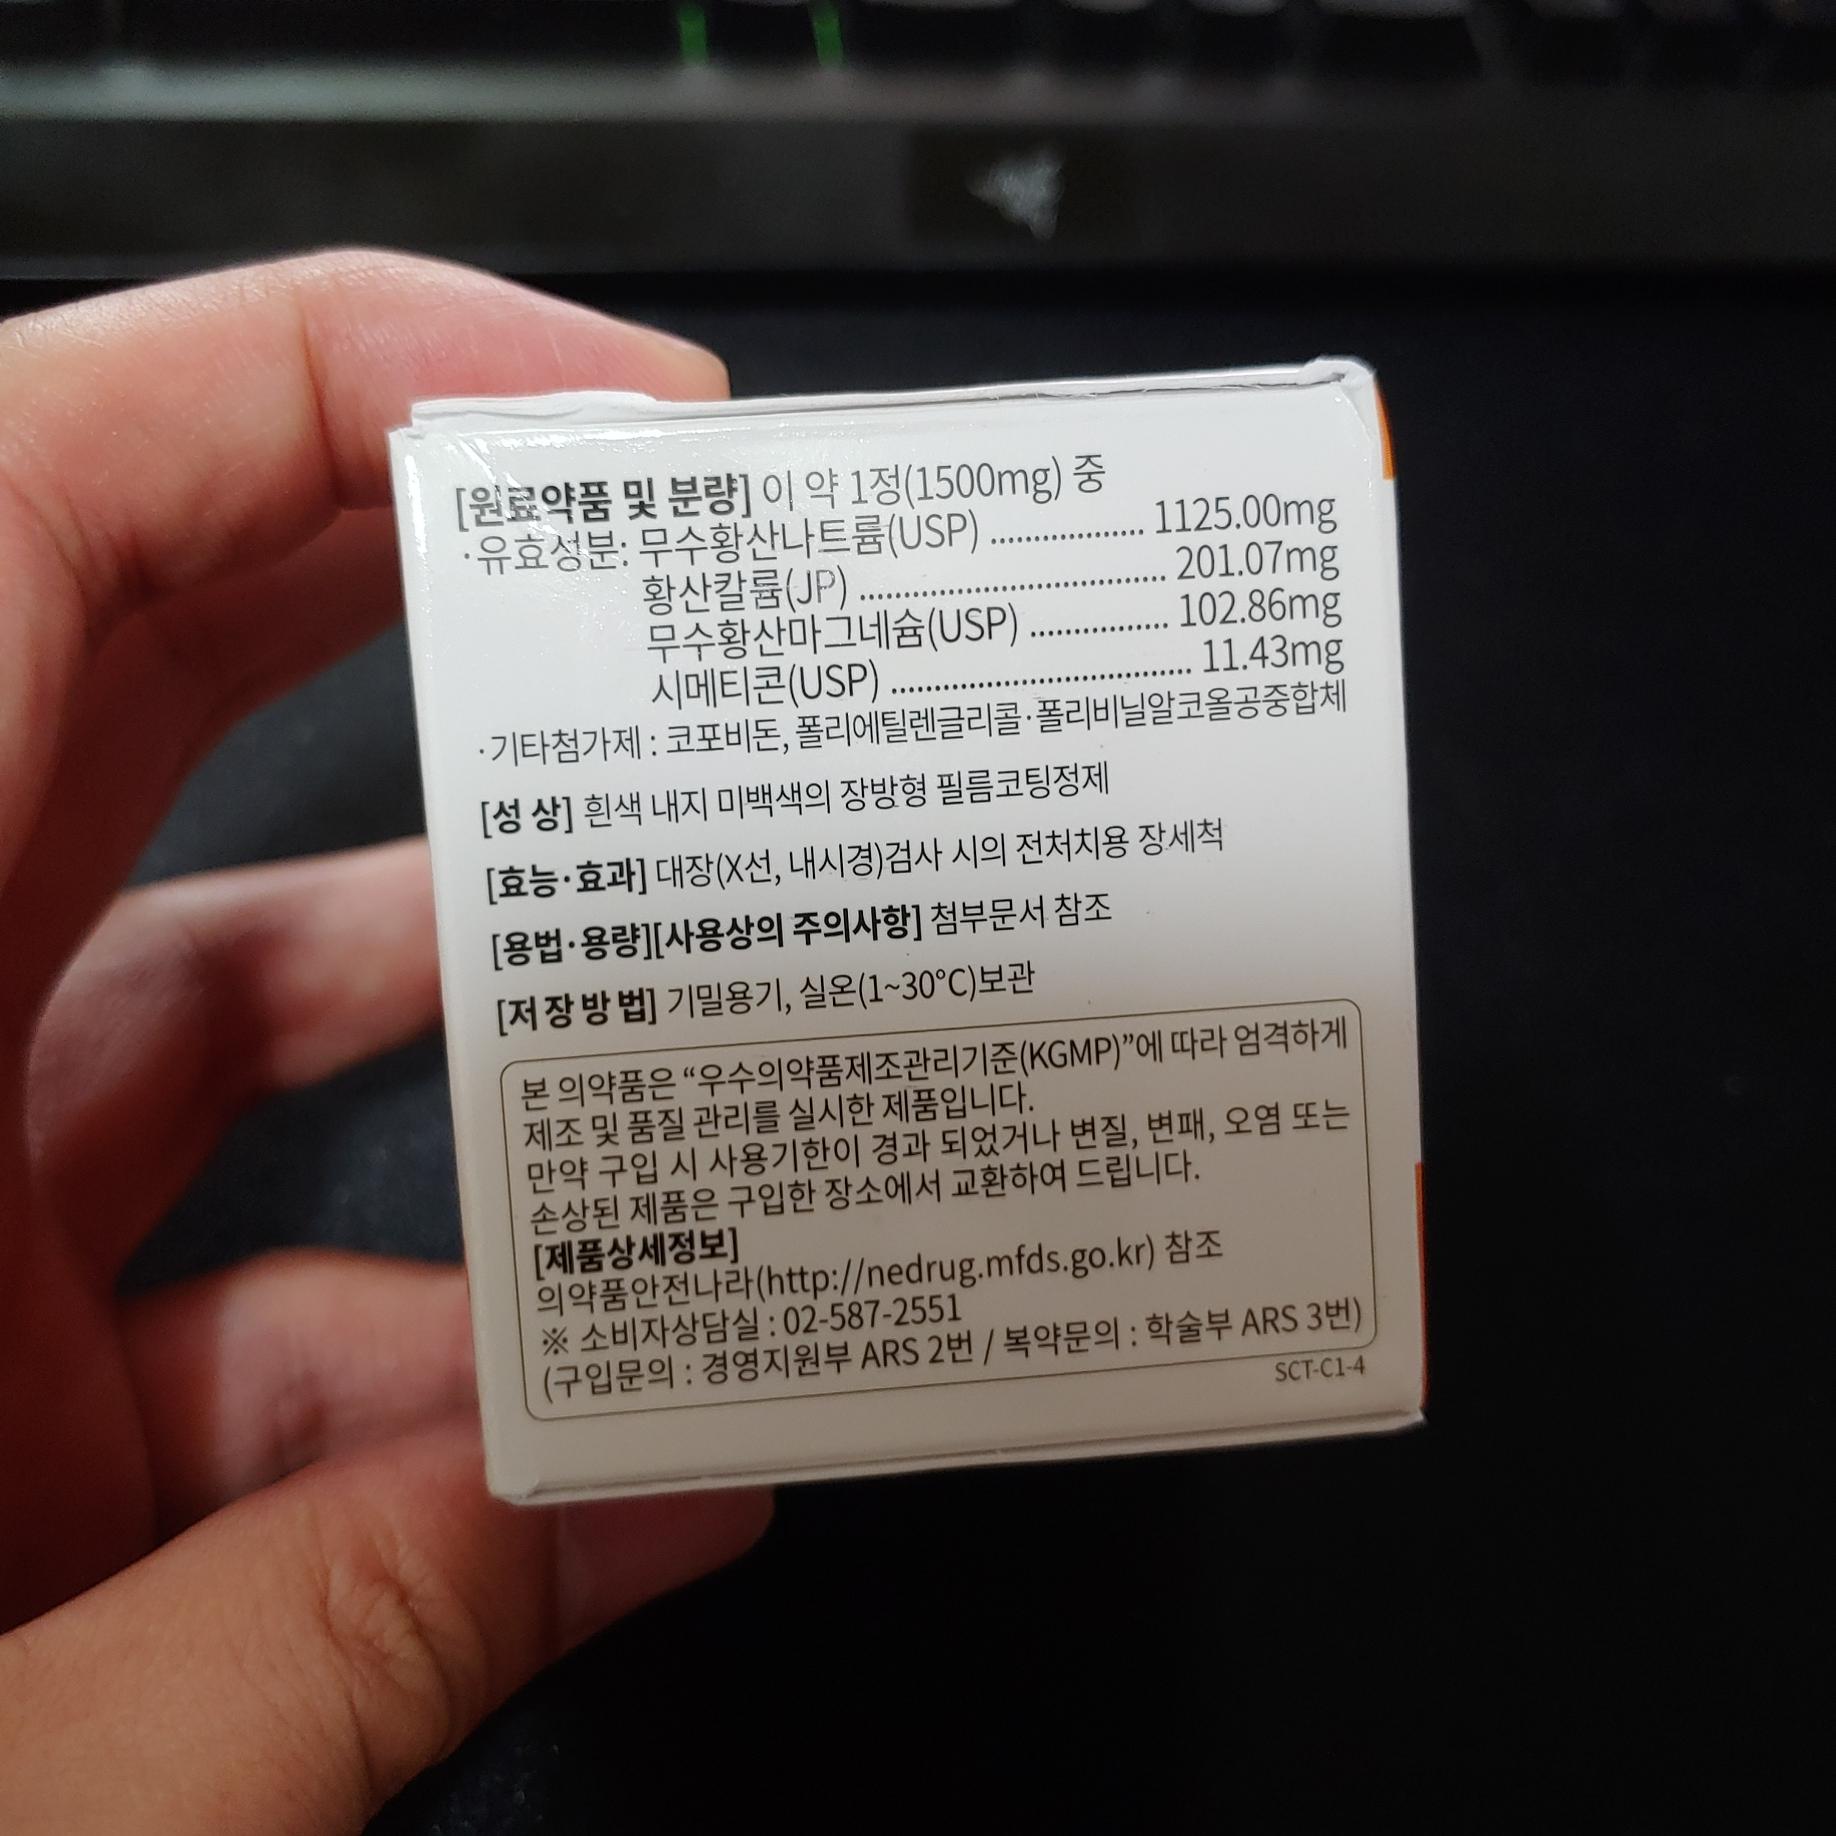 [원료약품 및 분량] 이 약 1정(1500mg) 중
·유효성분: 무수황산나트륨(USP) .................. 1125.00mg
황산칼륨(JP) .................................... 201.07mg
무수황산마그네슘(USP) ................ 102.86mg
시메티콘(USP) ................................... 11.43mg
·기타첨가제 : 코포비돈, 폴리에틸렌글리콜·폴리비닐알코올공중합체
[성 상] 흰색 내지 미백색의 장방형 필름코팅정제
[효능·효과] 대장(X선, 내시경)검사 시의 전처치용 장세척
[용법·용량][사용상의 주의사항] 첨부문서 참조
[저 장 방 법] 기밀용기, 실온(1~30°C)보관
본 의약품은 “우수의약품제조관리기준(KGMP)”에 따라 엄격하게
제조 및 품질 관리를 실시한 제품입니다.
만약 구입 시 사용기한이 경과 되었거나 변질, 변패, 오염 또는
손상된 제품은 구입한 장소에서 교환하여 드립니다.
[제품상세정보]
의약품안전나라(http://nedrug.mfds.go.kr) 참조
※ 소비자상담실 : 02-587-2551
(구입문의 : 경영지원부 ARS 2번 / 복약문의 : 학술부 ARS 3번)
SCT-C1-4